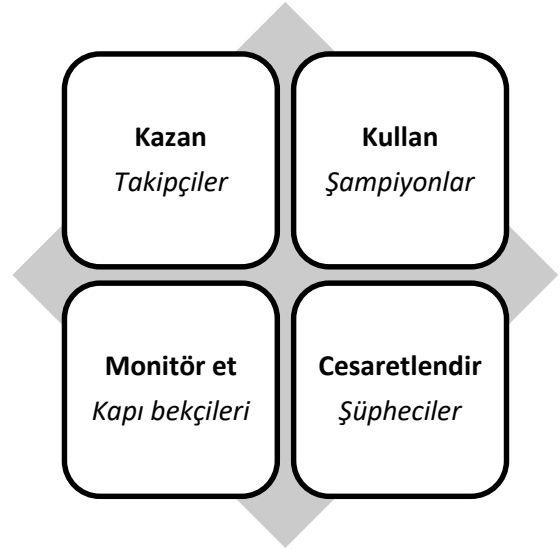 Kazan
Takipçiler
Kullan
Şampiyonlar
Monitör et
Kapı bekçileri
Cesaretlendir
Şüpheciler